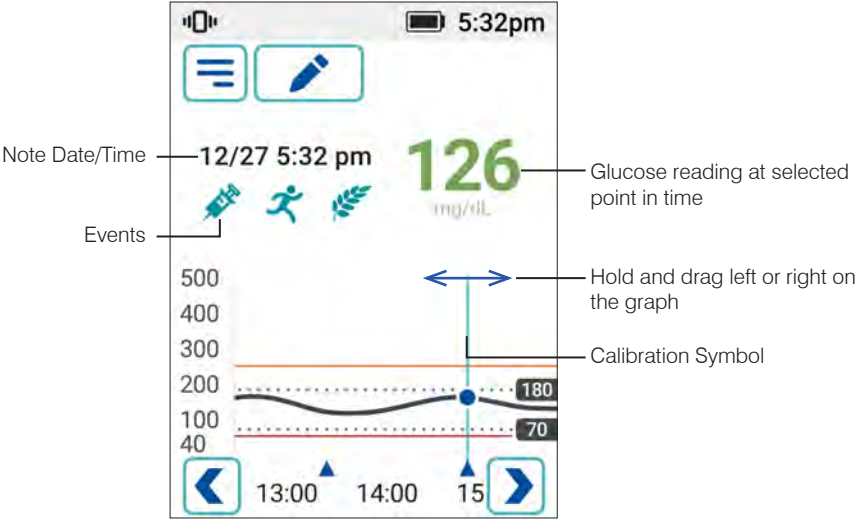 5:32pm
Note Date/Time
12/27 5:32 pm
126
mg/dL
Glucose reading at selected
point in time
Events
Hold and drag left or right on
the graph
Calibration Symbol
500
400
300
200
180
100
70
40
13:00 14:00 15